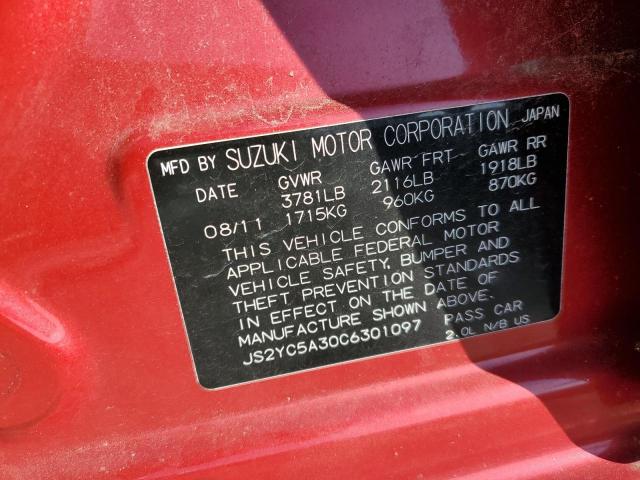 MFD BY SUZUKI MOTOR CORPORATION JAPAN
DATE GVWR GAWR FRT GAWR RR
3781LB 2116LB 1918LB
08/11 1715KG 960KG 870KG
THIS VEHICLE CONFORMS TO ALL
APPLICABLE FEDERAL MOTOR
VEHICLE SAFETY, BUMPER AND
THEFT PREVENTION STANDARDS
IN EFFECT ON THE DATE OF
MANUFACTURE SHOWN ABOVE.
JS2YC5A30C6301097 PASS CAR
2.0L N/B US